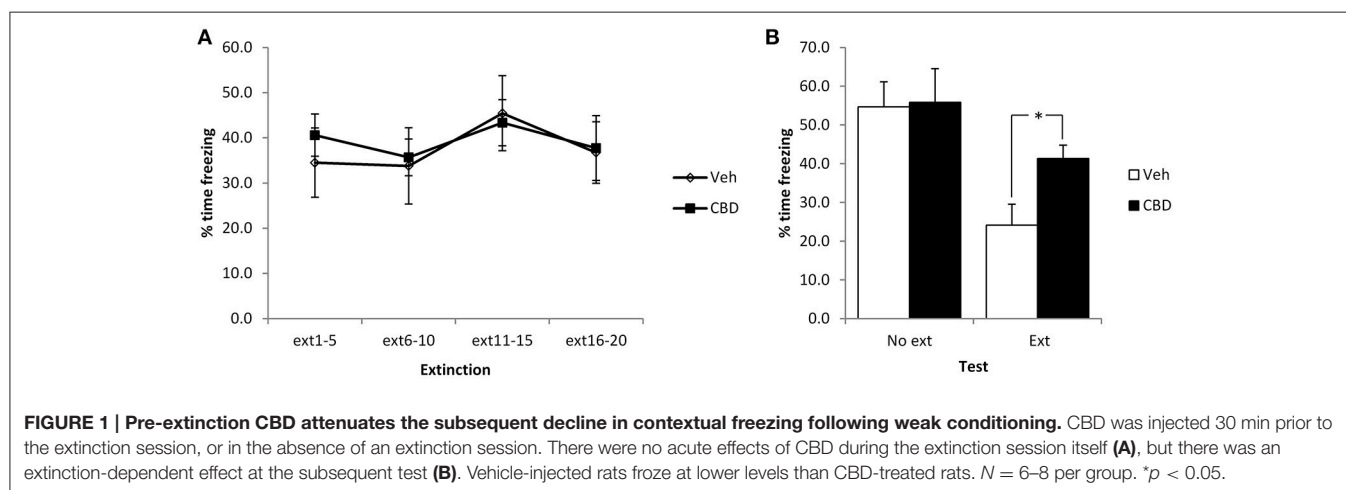 A
60.0
50.0
40.0
30.0
20.0
10.0
0.0
% time freezing
ext1-5 ext6-10 ext11-15 ext16-20
Extinction
Veh
CBD
B
70.0
60.0
50.0
40.0
30.0
20.0
10.0
0.0
% time freezing
*
No ext Ext
Test
Veh
CBD
FIGURE 1 | Pre-extinction CBD attenuates the subsequent decline in contextual freezing following weak conditioning. CBD was injected 30 min prior to
the extinction session, or in the absence of an extinction session. There were no acute effects of CBD during the extinction session itself (A), but there was an
extinction-dependent effect at the subsequent test (B). Vehicle-injected rats froze at lower levels than CBD-treated rats. N = 6–8 per group. *p < 0.05.